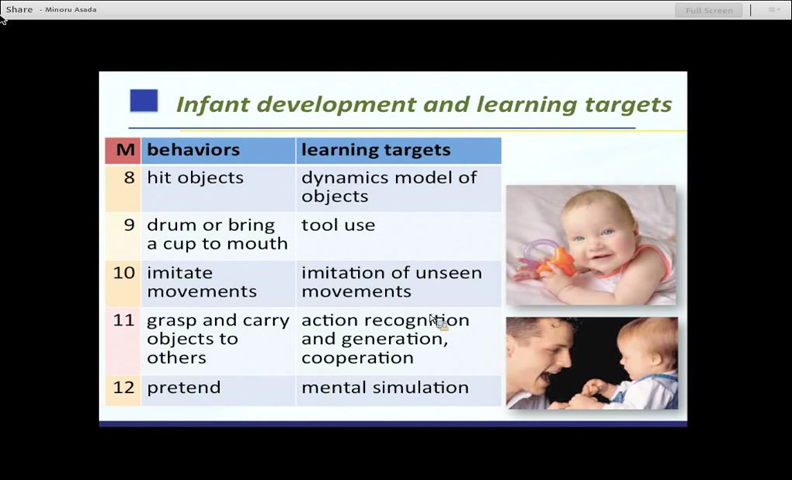 Share - Minoru Asada
Full Screen
Infant development and learning targets
M behaviors learning targets
8 hit objects dynamics model of
objects
9 drum or bring tool use
a cup to mouth
10 imitate imitation of unseen
movements movements
11 grasp and carry action recognition
objects to and generation,
others cooperation
12 pretend mental simulation